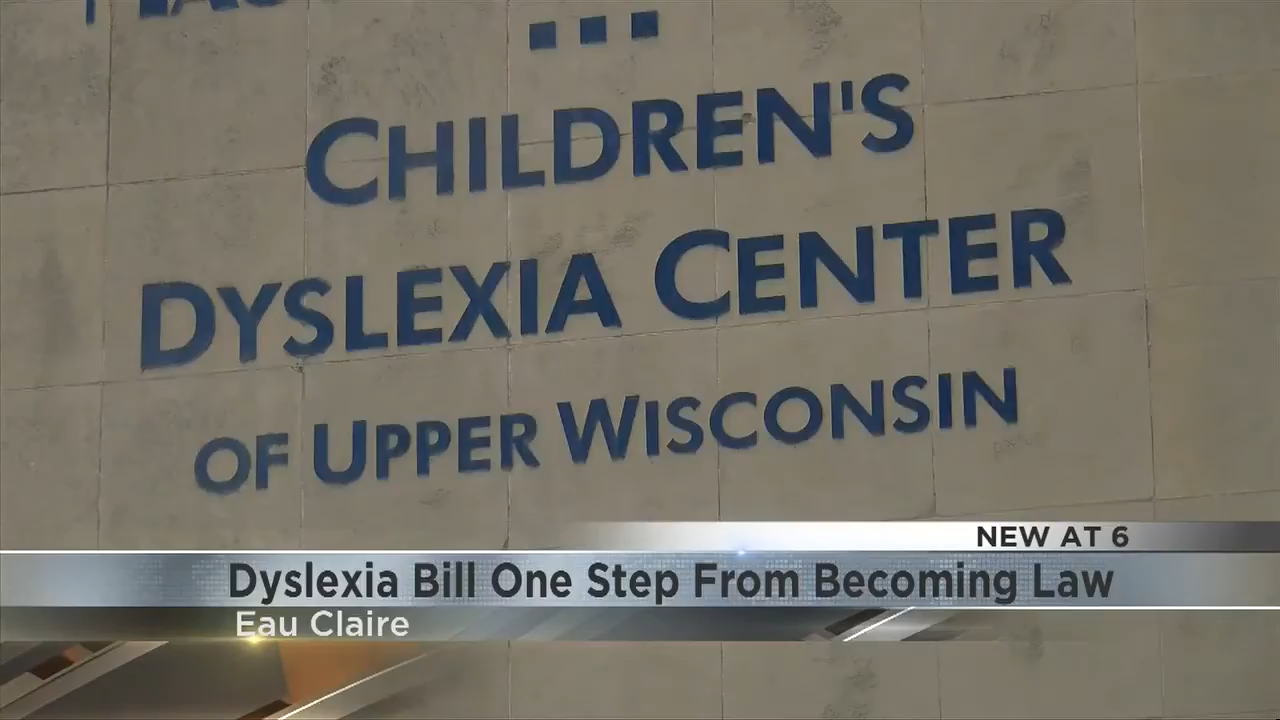 CHILDREN'S
DYSLEXIA CENTER
OF UPPER WISCONSIN
NEW AT 6
Dyslexia Bill One Step From Becoming Law
Eau Claire